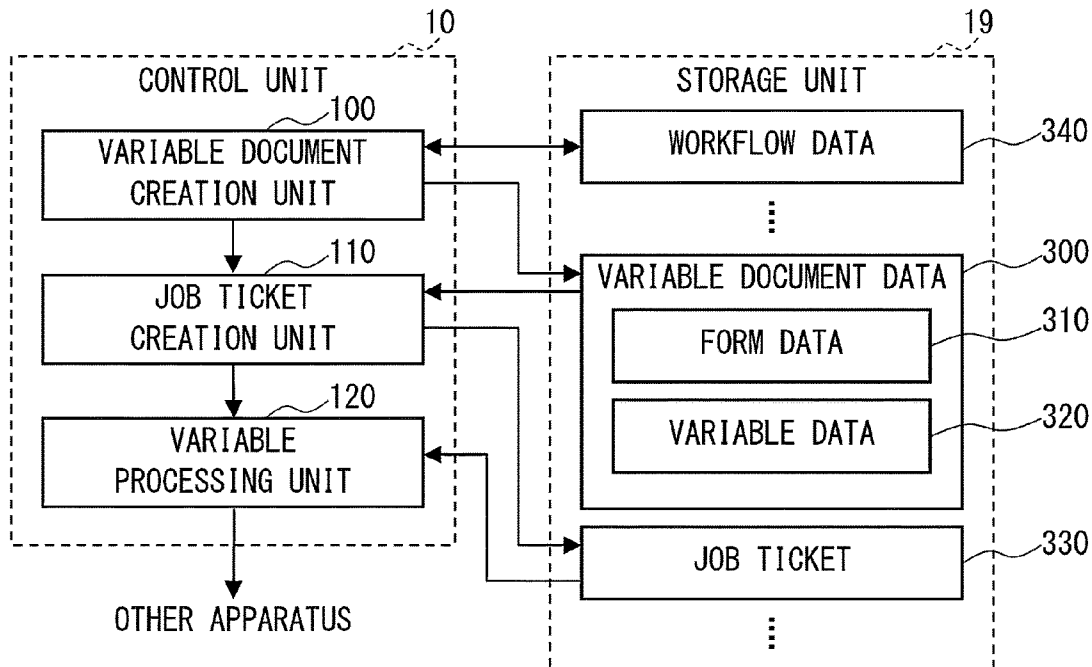 10
CONTROL UNIT
100
VARIABLE DOCUMENT
CREATION UNIT
110
JOB TICKET
CREATION UNIT
120
VARIABLE
PROCESSING UNIT
OTHER APPARATUS
19
STORAGE UNIT
WORKFLOW DATA
340
300
VARIABLE DOCUMENT DATA
310
FORM DATA
320
VARIABLE DATA
330
JOB TICKET